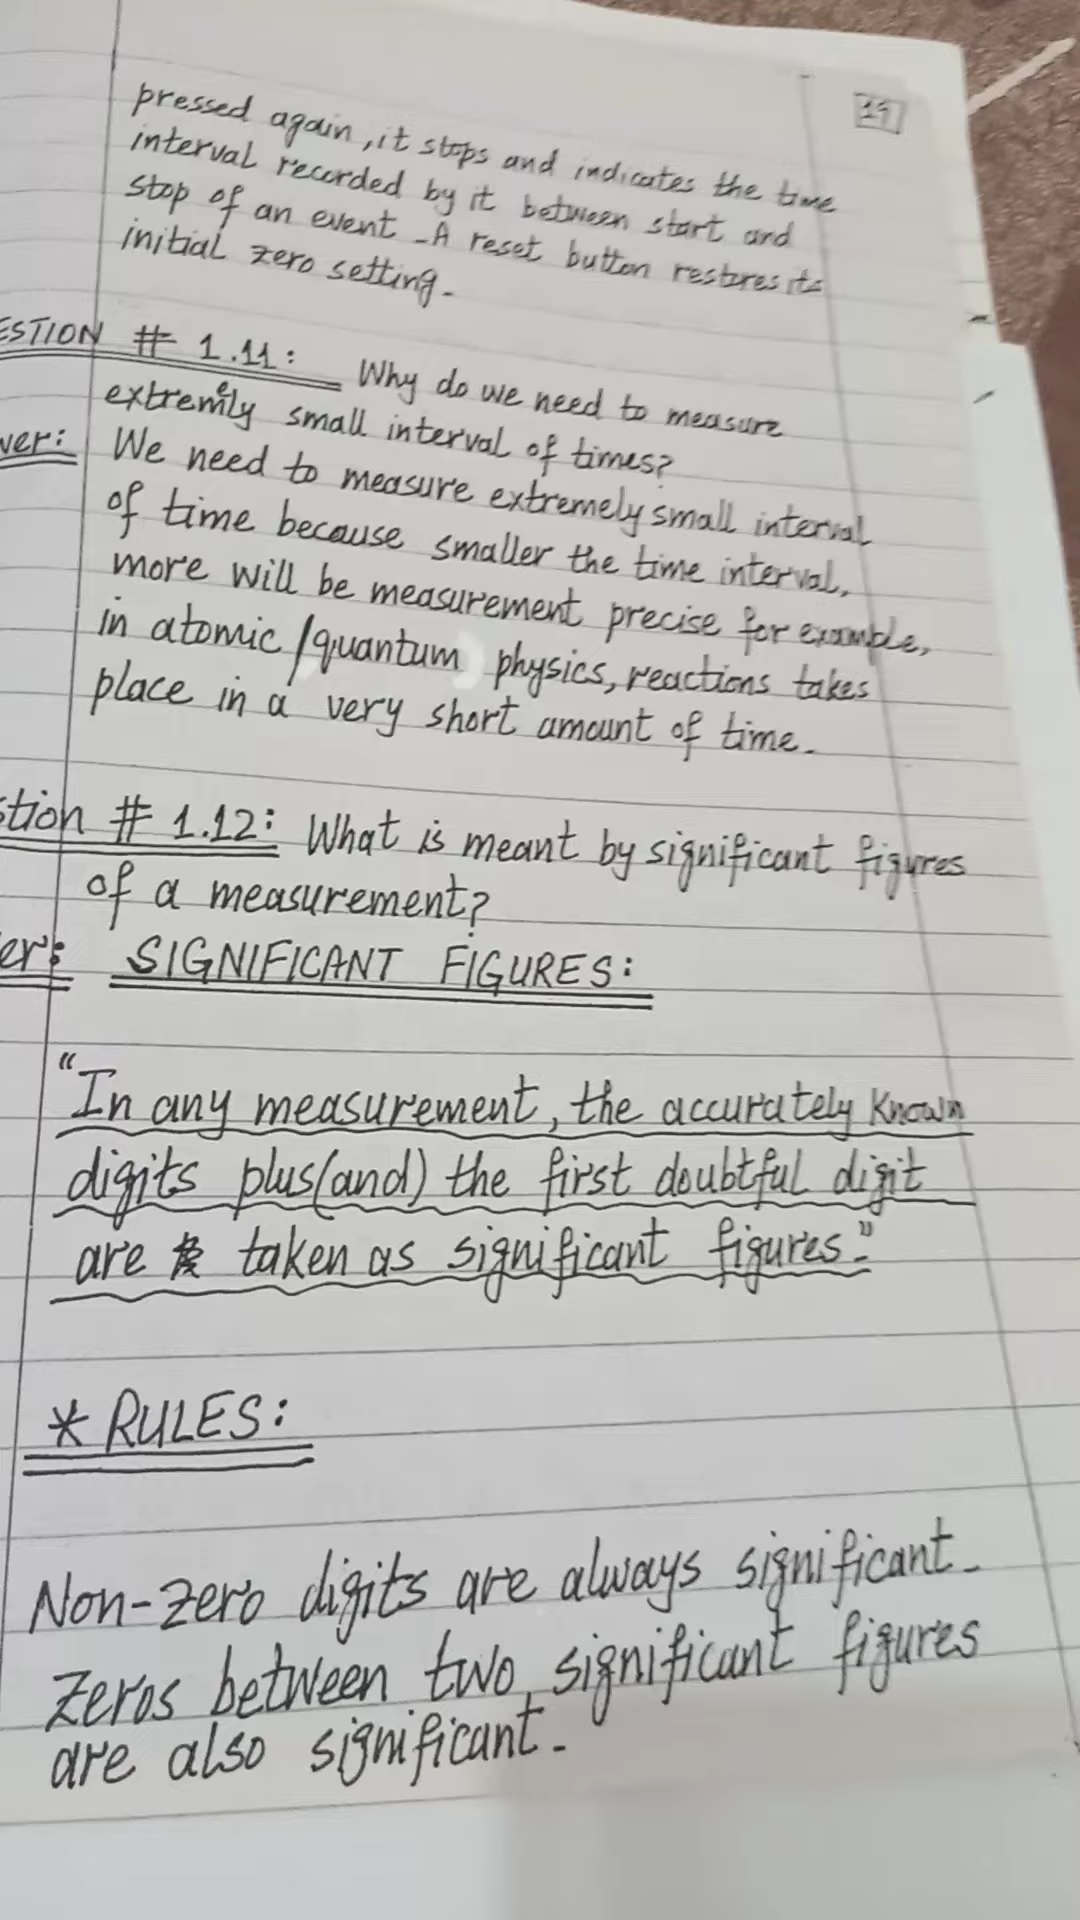 19
pressed again, it stops and indicates the time
interval recorded by it between start and
stop of an event - A reset button restores its
initial zero setting.
ESTION # 1.11: Why do we need to measure
extremely small interval of times?
wer: We need to measure extremely small interval
of time because smaller the time interval,
more will be measurement precise for example,
in atomic/quantum physics, reactions takes
place in a very short amount of time.
stion # 1.12: What is meant by significant figures
of a measurement?
er: SIGNIFICANT FIGURES:
"In any measurement, the accurately known
digits plus(and) the first doubtful digit
are taken as significant figures."
* RULES:
Non-zero digits are always significant.
Zeros between two significant figures
are also significant.